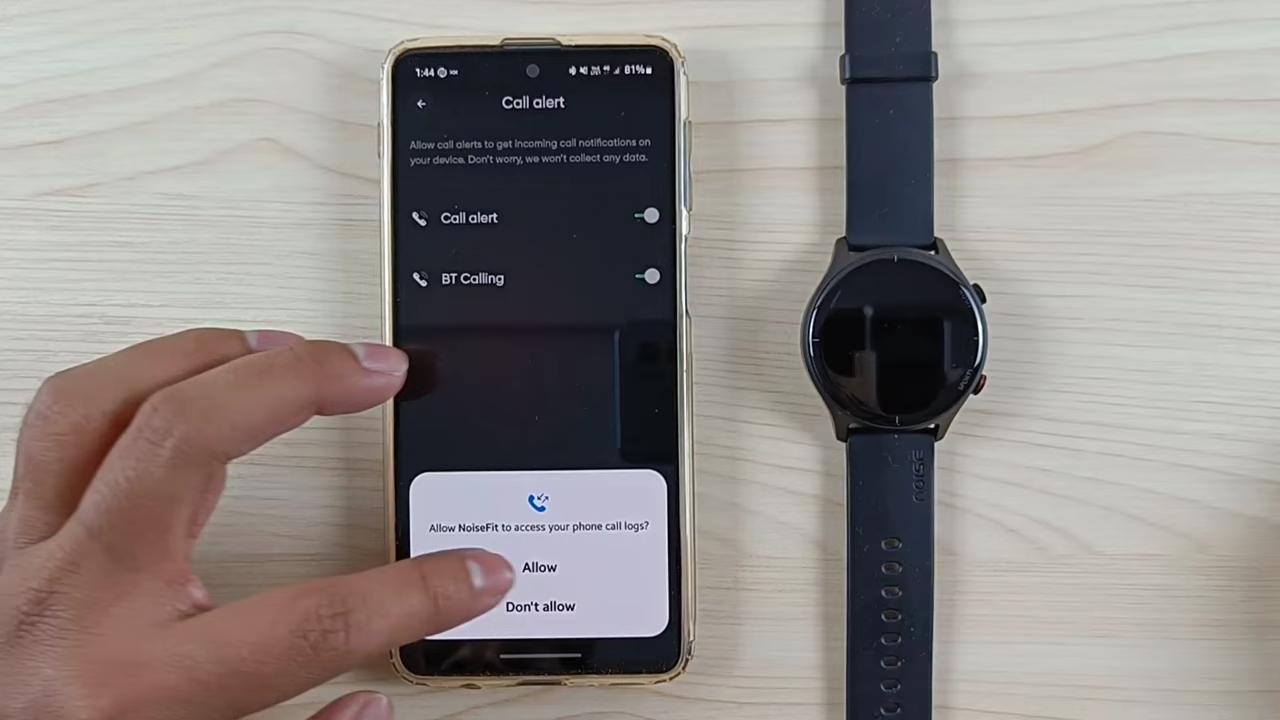 1:44
81%
Call alert
Allow call alerts to get incoming call notifications on
your device. Don't worry, we won't collect any data.
Call alert
BT Calling
Allow NoiseFit to access your phone call logs?
Allow
Don't allow
NOISE